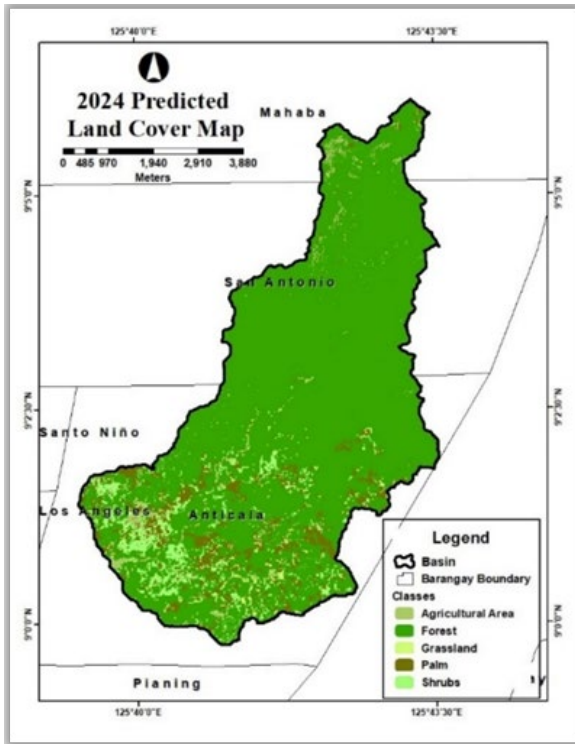 125°40'0"E 125°43'30"E
2024 Predicted
Land Cover Map
0 485 970 1,940 2,910 3,880
Meters
Mahaba
9°5'0"N 9°5'0"N
San Antonio
9°2'30"N 9°2'30"N
Santo Niño
Los Angeles
Anticala
Legend
Basin
Barangay Boundary
Classes
Agricultural Area
Forest
Grassland
Palm
Shrubs
9°0'0"N 9°0'0"N
Pianing
125°40'0"E 125°43'30"E